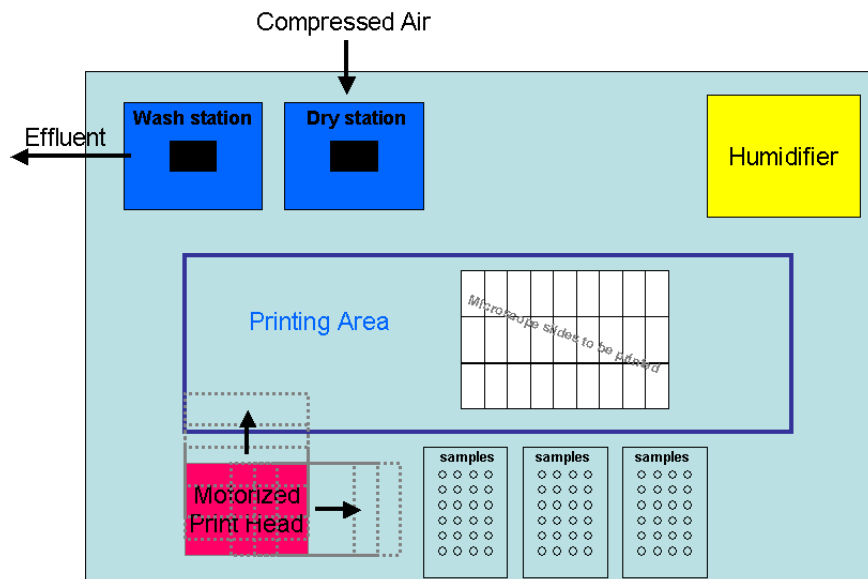 Compressed Air
Wash station
Dry station
Effluent
Humidifier
Printing Area
Microscope slides to be printed
samples
samples
samples
Motorized
Print Head